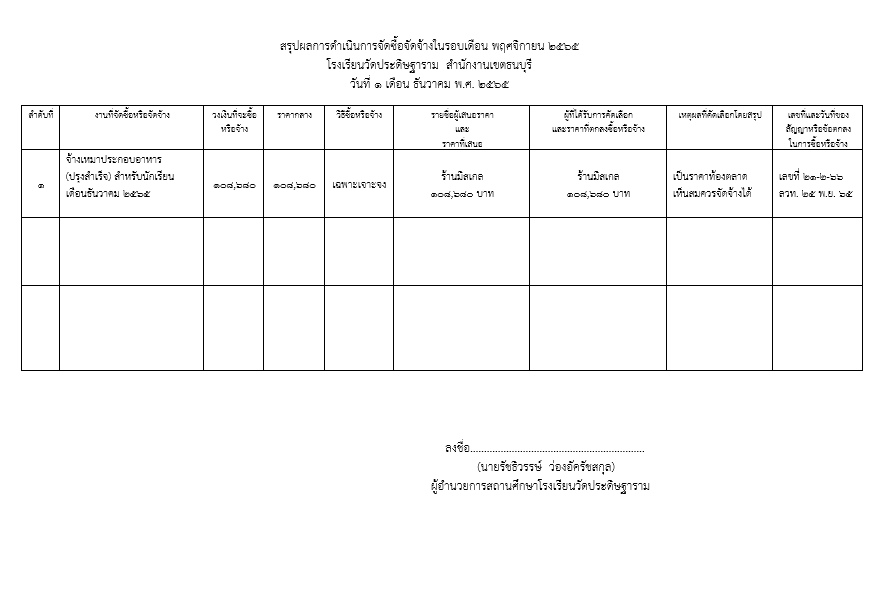 สรุปผลการดำเนินการจัดซื้อจัดจ้างในรอบเดือน พฤศจิกายน ๒๕๖๕
โรงเรียนวัดประดิษฐาราม สำนักงานเขตธนบุรี
วันที่ ๑ เดือน ธันวาคม พ.ศ. ๒๕๖๕
ลำดับที่
งานที่จัดซื้อหรือจัดจ้าง
วงเงินที่จะซื้อ
หรือจ้าง
ราคากลาง
วิธีซื้อหรือจ้าง
รายชื่อผู้เสนอราคา
และ
ราคาที่เสนอ
ผู้ที่ได้รับการคัดเลือก
และราคาที่ตกลงซื้อหรือจ้าง
เหตุผลที่คัดเลือกโดยสรุป
เลขที่และวันที่ของ
สัญญาหรือข้อตกลง
ในการซื้อหรือจ้าง
๑
จ้างเหมาประกอบอาหาร
(ปรุงสำเร็จ) สำหรับนักเรียน
เดือนธันวาคม ๒๕๖๕
๑๐๘,๖๘๐
๑๐๘,๖๘๐
เฉพาะเจาะจง
ร้านมิสเกล
๑๐๘,๖๘๐ บาท
ร้านมิสเกล
๑๐๘,๖๘๐ บาท
เป็นราคาท้องตลาด
เห็นสมควรจัดจ้างได้
เลขที่ ๒๑-๒-๖๖
ลวท. ๒๕ พ.ย. ๖๕
ลงชื่อ..............................................................
(นายรัชธิวรรษ์ ว่องอัครัชสกุล)
ผู้อำนวยการสถานศึกษาโรงเรียนวัดประดิษฐาราม